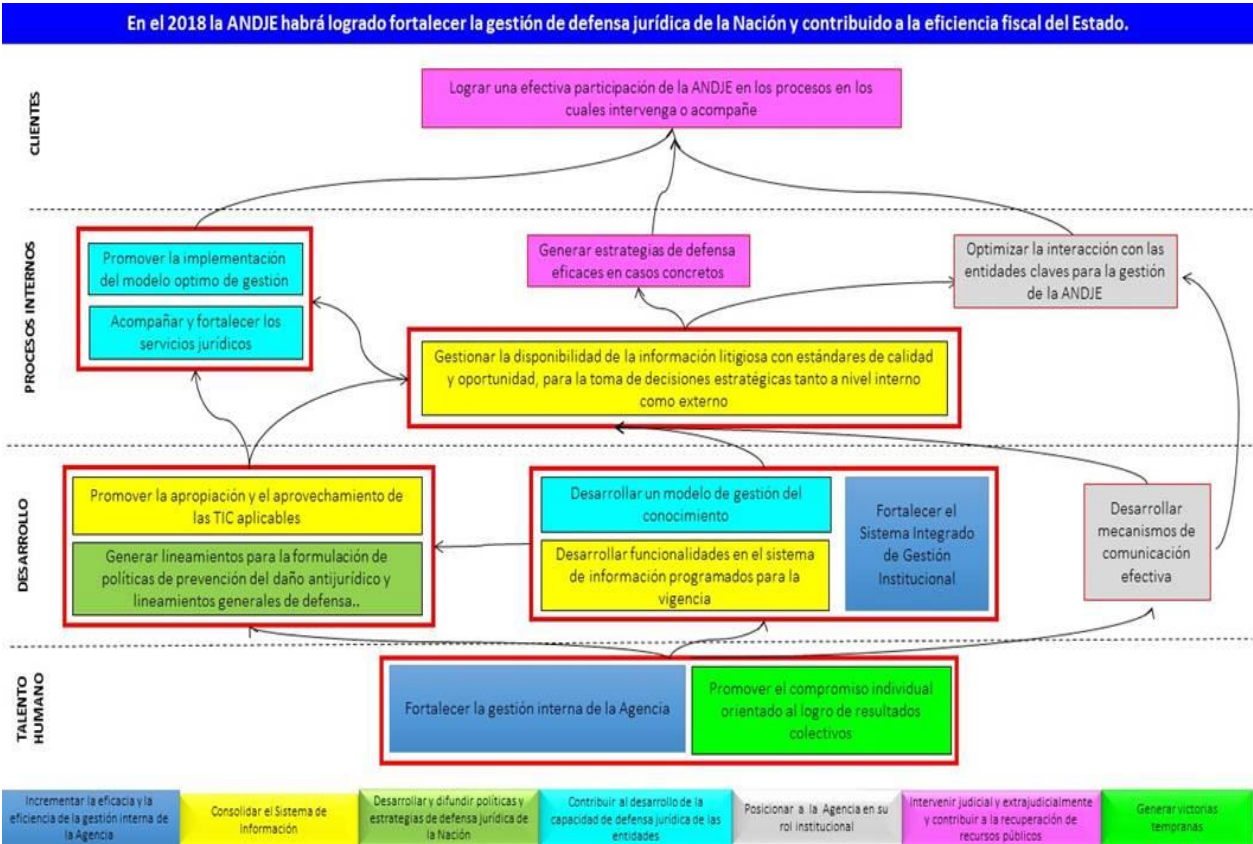 En el 2018 la ANDJE habrá logrado fortalecer la gestión de defensa jurídica de la Nación y contribuido a la eficiencia fiscal del Estado.
CLIENTES
Lograr una efectiva participación de la ANDJE en los procesos en los
cuales intervenga o acompañe
PROCESOS INTERNOS
Promover la implementación
del modelo optimo de gestión
Acompañar y fortalecer los
servicios jurídicos
Generar estrategias de defensa
eficaces en casos concretos
Optimizar la interacción con las
entidades claves para la gestión
de la ANDJE
Gestionar la disponibilidad de la información litigiosa con estándares de calidad
y oportunidad, para la toma de decisiones estratégicas tanto a nivel interno
como externo
DESARROLLO
Promover la apropiación y el aprovechamiento de
las TIC aplicables
Generar lineamientos para la formulación de
políticas de prevención del daño antijurídico y
lineamientos generales de defensa..
Desarrollar un modelo de gestión del
conocimiento
Desarrollar funcionalidades en el sistema
de información programados para la
vigencia
Fortalecer el
Sistema Integrado
de Gestión
Institucional
Desarrollar
mecanismos de
comunicación
efectiva
TALENTO
HUMANO
Fortalecer la gestión interna de la Agencia
Promover el compromiso individual
orientado al logro de resultados
colectivos
Incrementar la eficacia y la
eficiencia de la gestión interna de
la Agencia
Consolidar el Sistema de
Información
Desarrollar y difundir políticas y
estrategias de defensa jurídica de
la Nación
Contribuir al desarrollo de la
capacidad de defensa jurídica de las
entidades
Posicionar a la Agencia en su
rol institucional
Intervenir judicial y extrajudicialmente
y contribuir a la recuperación de
recursos públicos
Generar victorias
tempranas